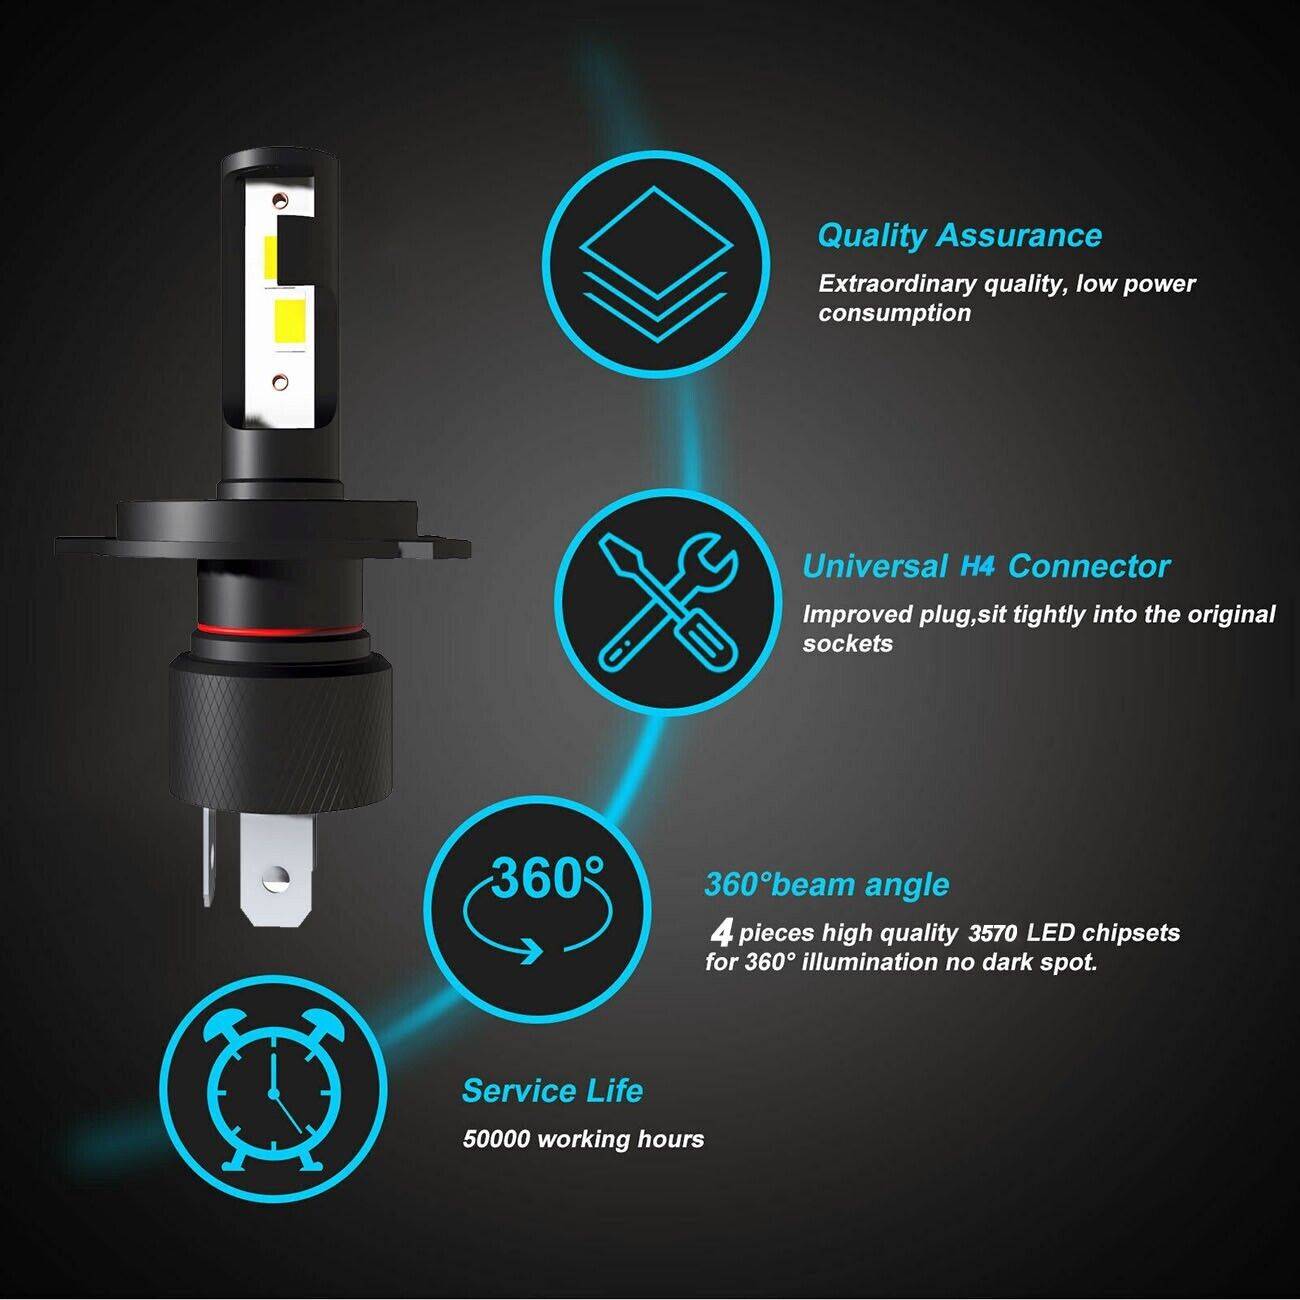 Quality Assurance
Extraordinary quality, low power
consumption
Universal H4 Connector
Improved plug,sit tightly into the original
sockets
360°
360°beam angle
4 pieces high quality 3570 LED chipsets
for 360° illumination no dark spot.
Service Life
50000 working hours